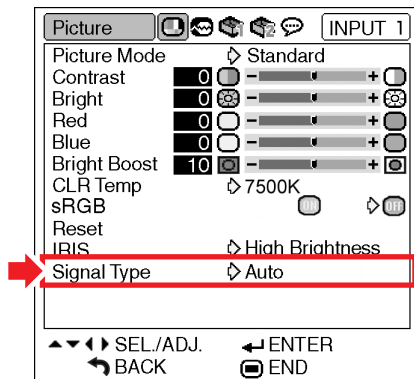 Picture INPUT 1
Picture Mode Standard
Contrast 0 - +
Bright 0 - +
Red 0 - +
Blue 0 - +
Bright Boost 10 - +
CLR Temp 7500K
sRGB ON OFF
Reset
IRIS High Brightness
Signal Type Auto
SEL./ADJ. ENTER
BACK END